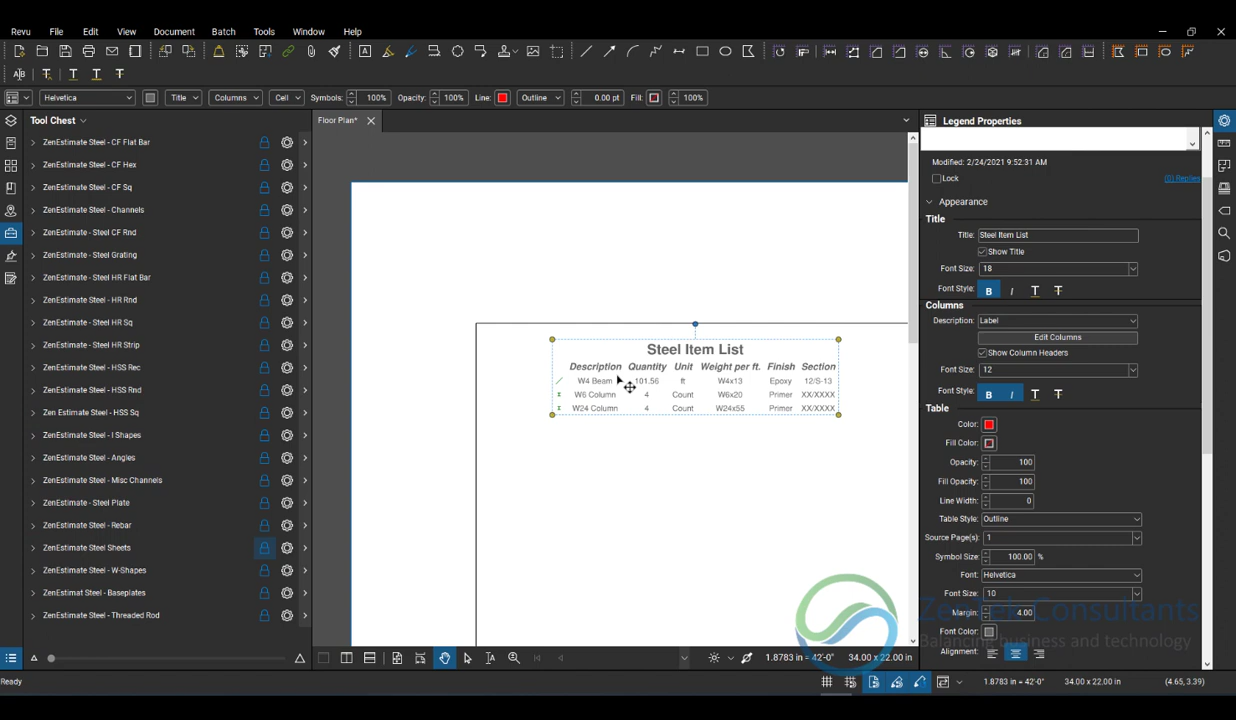 Revu File Edit View Document Batch Tools Window Help
Helvetica Title Columns Cell Symbols: 100% Opacity: 100% Line: Outline 0.00 pt Fill: 100%
Tool Chest
ZenEstimate Steel - CF Flat Bar
ZenEstimate Steel - CF Hex
ZenEstimate Steel - CF Sq
ZenEstimate Steel - Channels
ZenEstimate - Steel CF Rnd
ZenEstimate - Steel Grating
ZenEstimate Steel - HR Flat Bar
ZenEstimate Steel - HR Rnd
ZenEstimate Steel - HR Sq
ZenEstimate Steel - HR Strip
ZenEstimate Steel - HSS Rec
ZenEstimate Steel - HSS Rnd
Zen Estimate Steel - HSS Sq
ZenEstimate Steel - I Shapes
ZenEstimate Steel - Angles
ZenEstimate Steel - Misc Channels
ZenEstimate - Steel Plate
ZenEstimate Steel - Rebar
ZenEstimate Steel Sheets
ZenEstimate Steel - W-Shapes
ZenEstimat Steel - Baseplates
ZenEstimate Steel - Threaded Rod
Floor Plan*
Steel Item List
Description Quantity Unit Weight per ft. Finish Section
W4 Beam 101.56 ft W4x13 Epoxy 12/S-13
W6 Column 4 Count W6x20 Primer XX/XXXX
W24 Column 4 Count W24x55 Primer XX/XXXX
Legend Properties
Modified: 2/24/2021 9:52:31 AM
Lock (0) Replies
Appearance
Title
Title: Steel Item List
Show Title
Font Size: 18
Font Style: B I T T
Columns
Description: Label
Edit Columns
Show Column Headers
Font Size: 12
Font Style: B I T T
Table
Color:
Fill Color:
Opacity: 100
Fill Opacity: 100
Line Width: 0
Table Style: Outline
Source Page(s): 1
Symbol Size: 100.00 %
Font: Helvetica
Font Size: 10
Margin: 4.00
Font Color:
Alignment:
ZenTek Consultants
Balancing business and technology
1.8783 in = 42'-0" 34.00 x 22.00 in
Ready
1.8783 in = 42'-0" 34.00 x 22.00 in (4.65, 3.39)